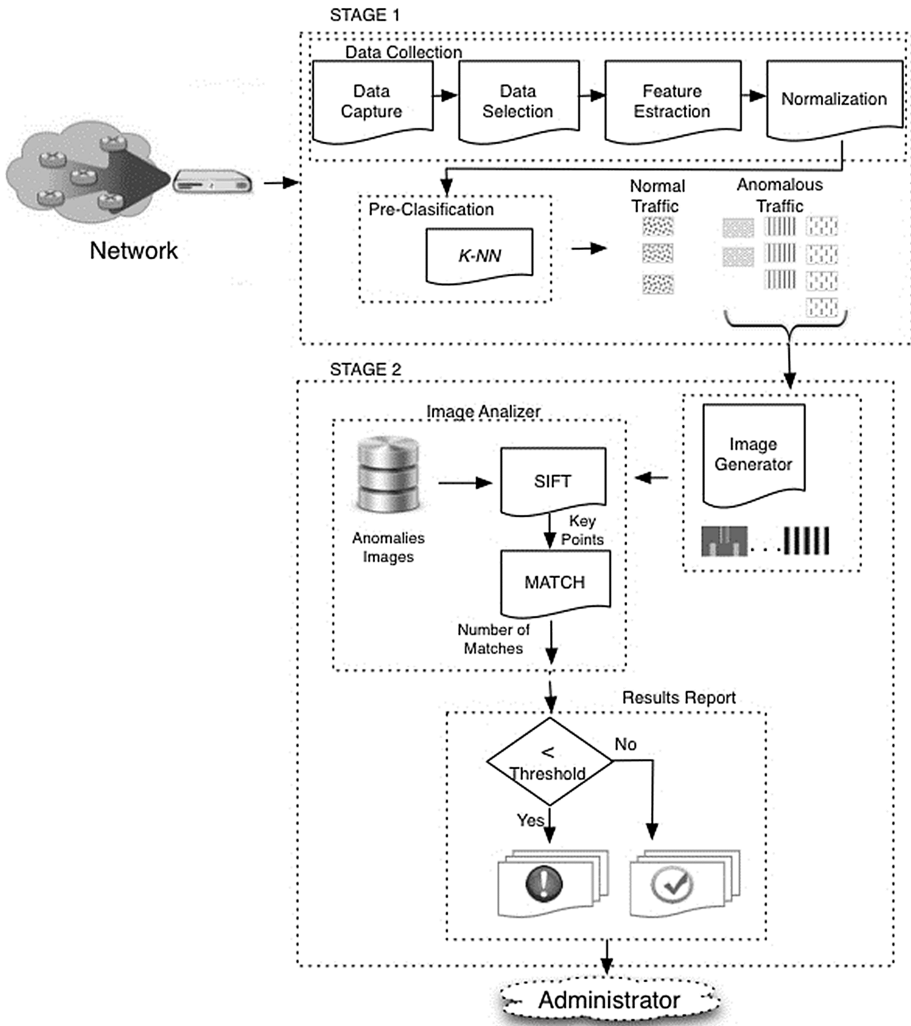 STAGE 1
Data Collection
Data
Capture
Data
Selection
Feature
Estraction
Normalization
Network
Pre-Clasification
K-NN
Normal
Traffic
Anomalous
Traffic
STAGE 2
Image Analizer
Anomalies
Images
SIFT
Key
Points
MATCH
Number of
Matches
Image
Generator
. . .
Results Report
<
Threshold
No
Yes
Administrator